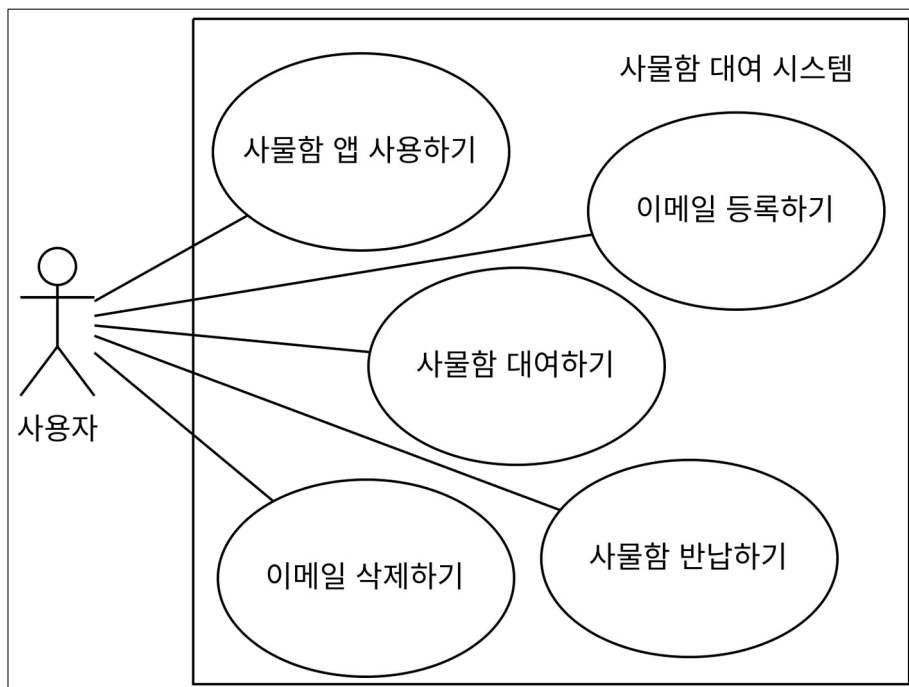 사물함 대여 시스템
사물함 앱 사용하기
이메일 등록하기
사물함 대여하기
사용자
사물함 반납하기
이메일 삭제하기